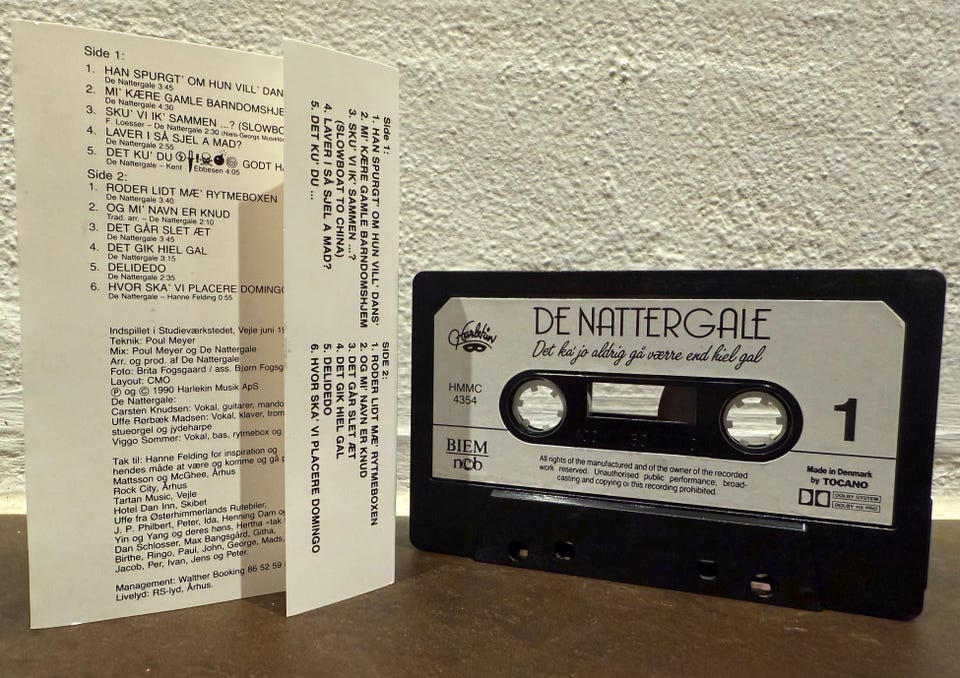 Side 1:
1. HAN SPURGT' OM HUN VILL' DAN
De Nattergale 3:45
2. MI' KÆRE GAMLE BARNDOMSHJE
De Nattergale 4:30
3. SKU' VI IK' SAMMEN ...? (SLOWBO
F. Loesser – De Nattergale 2:30 (Niels-Georgs Musikfor
4. LAVER I SÅ SJEL A MAD?
De Nattergale 2:55
5. DET KU' DU GODT HA
De Nattergale – Kent Ebbesen 4:05
Side 2:
1. RODER LIDT MÆ' RYTMEBOXEN
De Nattergale 3:40
2. OG MI' NAVN ER KNUD
Trad. arr. – De Nattergale 2:10
3. DET GÅR SLET ÆT
De Nattergale 3:45
4. DET GIK HIEL GAL
De Nattergale 3:15
5. DELIDEDO
De Nattergale 2:35
6. HVOR SKA' VI PLACERE DOMINGO
De Nattergale – Hanne Felding 0:55
Indspillet i Studieværkstedet, Vejle juni 19
Teknik: Poul Meyer
Mix: Poul Meyer og De Nattergale
Arr. og prod. af De Nattergale
Foto: Brita Fogsgaard / ass. Bjørn Fogsg
Layout: CMO
Ⓟ og © 1990 Harlekin Musik ApS
De Nattergale:
Carsten Knudsen: Vokal, guitarer, mando
Uffe Rørbæk Madsen: Vokal, klaver, trom
stueorgel og jydeharpe
Viggo Sommer: Vokal, bas, rytmebox og
Tak til: Hanne Felding for inspiration og
hendes måde at være og komme og gå p
Mattsson og McGhee, Århus
Rock City, Århus
Tartan Music, Vejle
Hotel Dan Inn, Skibet
Uffe fra Østerhimmerlands Rutebiler,
J. P. Philbert, Peter, Ida, Henning Dam og
Yin og Yang og deres høns, Hertha «tak
Dan Schlosser, Max Bangsgård, Githa,
Birthe, Ringo, Paul, John, George, Mads,
Jacob, Per, Ivan, Jens og Peter.
Management: Walther Booking 86 52 59
Livelyd: RS-lyd, Århus.
Side 1:
1. HAN SPURGT' OM HUN VILL' DANS'
2. MI' KÆRE GAMLE BARNDOMSHJEM
3. SKU' VI IK' SAMMEN ...?
(SLOWBOAT TO CHINA)
4. LAVER I SÅ SJEL A MAD?
5. DET KU' DU ...
SIDE 2:
1. RODER LIDT MÆ' RYTMEBOXEN
2. OG MI' NAVN ER KNUD
3. DET GÅR SLET ÆT
4. DET GIK HIEL GAL
5. DELIDEDO
6. HVOR SKA' VI PLACERE DOMINGO
Harlekin
DE NATTERGALE
Det ka' jo aldrig gå værre end hiel gal
HMMC
4354
1
BIEM
ncb
All rights of the manufactured and of the owner of the recorded
work reserved. Unauthorised public performance, broad-
casting and copying of this recording prohibited.
Made in Denmark
by TOCANO
DOLBY SYSTEM
DOLBY HX PRO